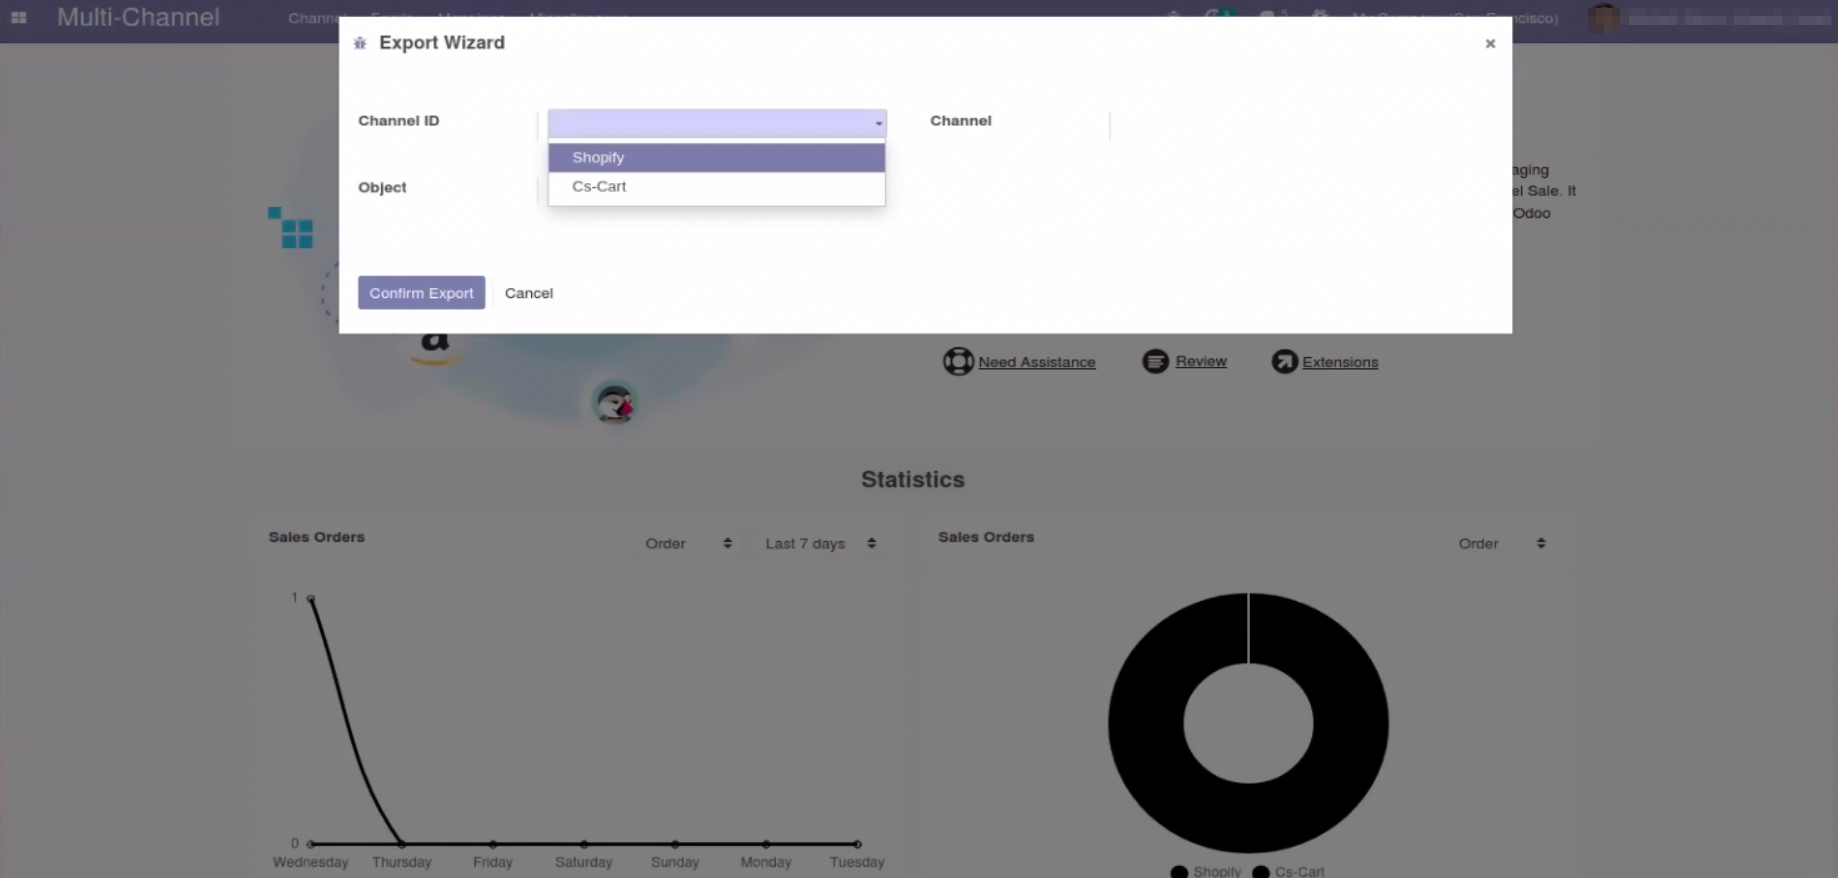 Multi-Channel
Export Wizard
×
Channel ID
Channel
Shopify
Cs-Cart
Object
Confirm Export
Cancel
aging
el Sale. It
Odoo
a
Need Assistance
Review
Extensions
Statistics
Sales Orders
Order
Last 7 days
Sales Orders
Order
1
0
Wednesday Thursday Friday Saturday Sunday Monday Tuesday
Shopify Cs-Cart